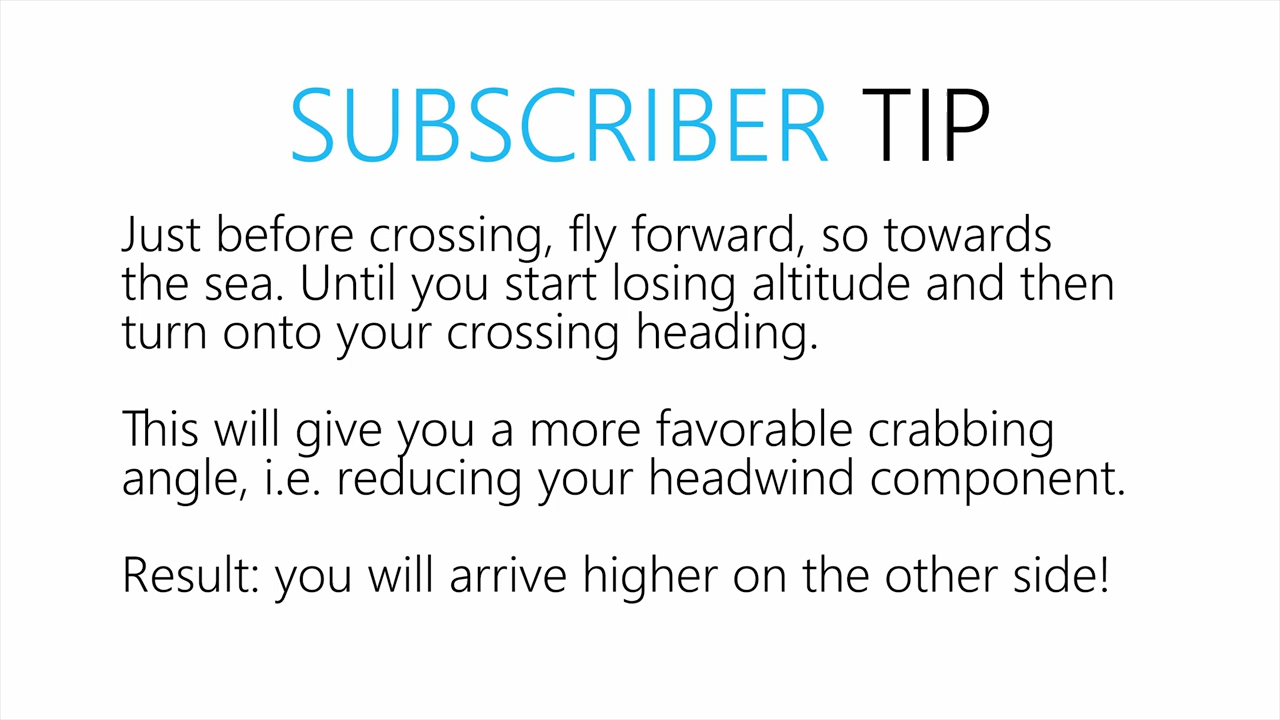 SUBSCRIBER TIP
Just before crossing, fly forward, so towards
the sea. Until you start losing altitude and then
turn onto your crossing heading.
This will give you a more favorable crabbing
angle, i.e. reducing your headwind component.
Result: you will arrive higher on the other side!